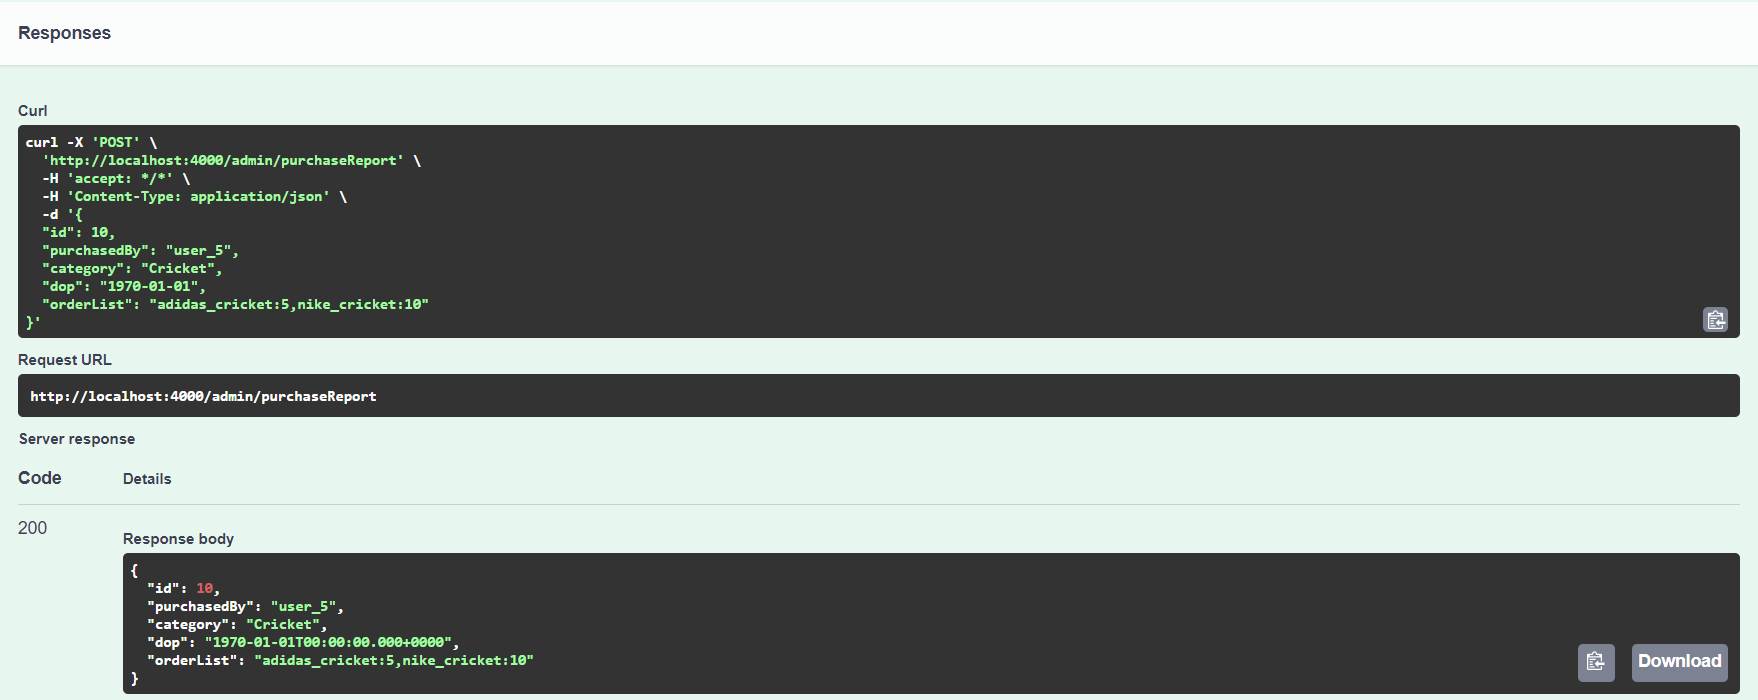 Responses
Curl
curl -X 'POST' \
  'http://localhost:4000/admin/purchaseReport' \
  -H 'accept: */*' \
  -H 'Content-Type: application/json' \
  -d '{
  "id": 10,
  "purchasedBy": "user_5",
  "category": "Cricket",
  "dop": "1970-01-01",
  "orderList": "adidas_cricket:5,nike_cricket:10"
}'
Request URL
http://localhost:4000/admin/purchaseReport
Server response
Code Details
200
Response body
{
  "id": 10,
  "purchasedBy": "user_5",
  "category": "Cricket",
  "dop": "1970-01-01T00:00:00.000+0000",
  "orderList": "adidas_cricket:5,nike_cricket:10"
}
Download